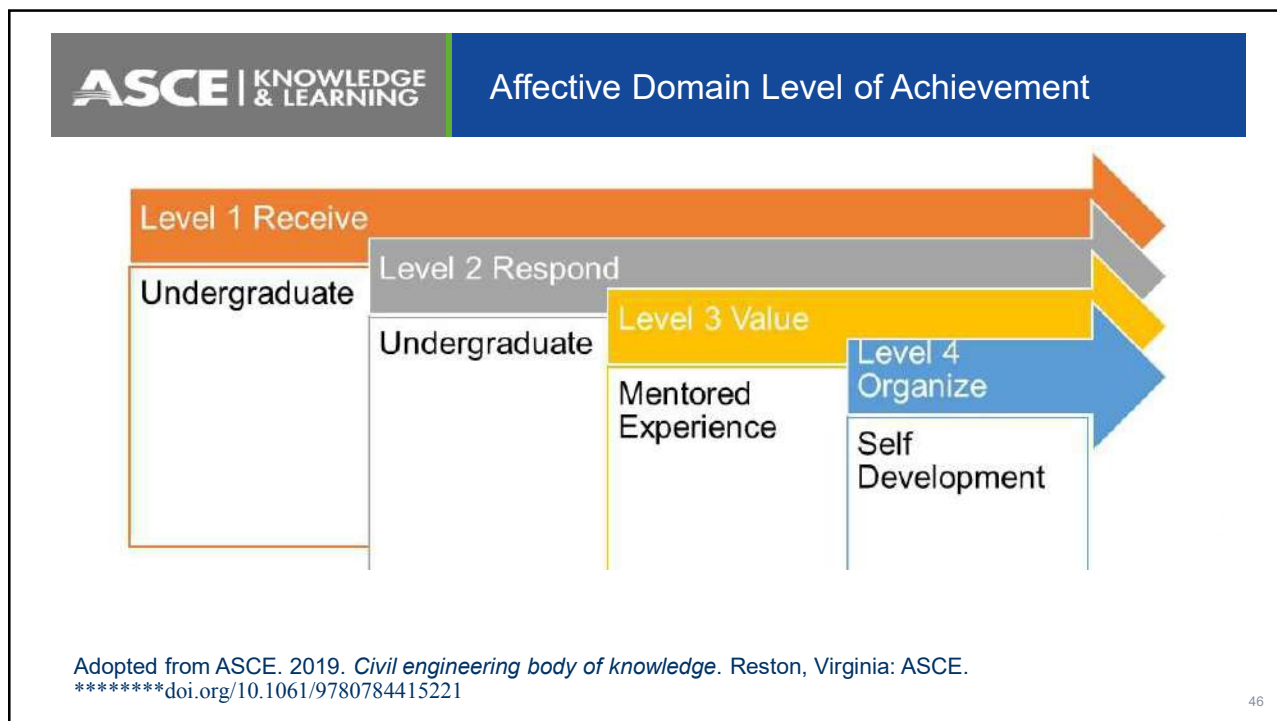 ASCE | KNOWLEDGE
& LEARNING
Affective Domain Level of Achievement
Level 1 Receive
Undergraduate
Level 2 Respond
Undergraduate
Level 3 Value
Mentored
Experience
Level 4
Organize
Self
Development
Adopted from ASCE. 2019. Civil engineering body of knowledge. Reston, Virginia: ASCE.
********doi.org/10.1061/9780784415221
46